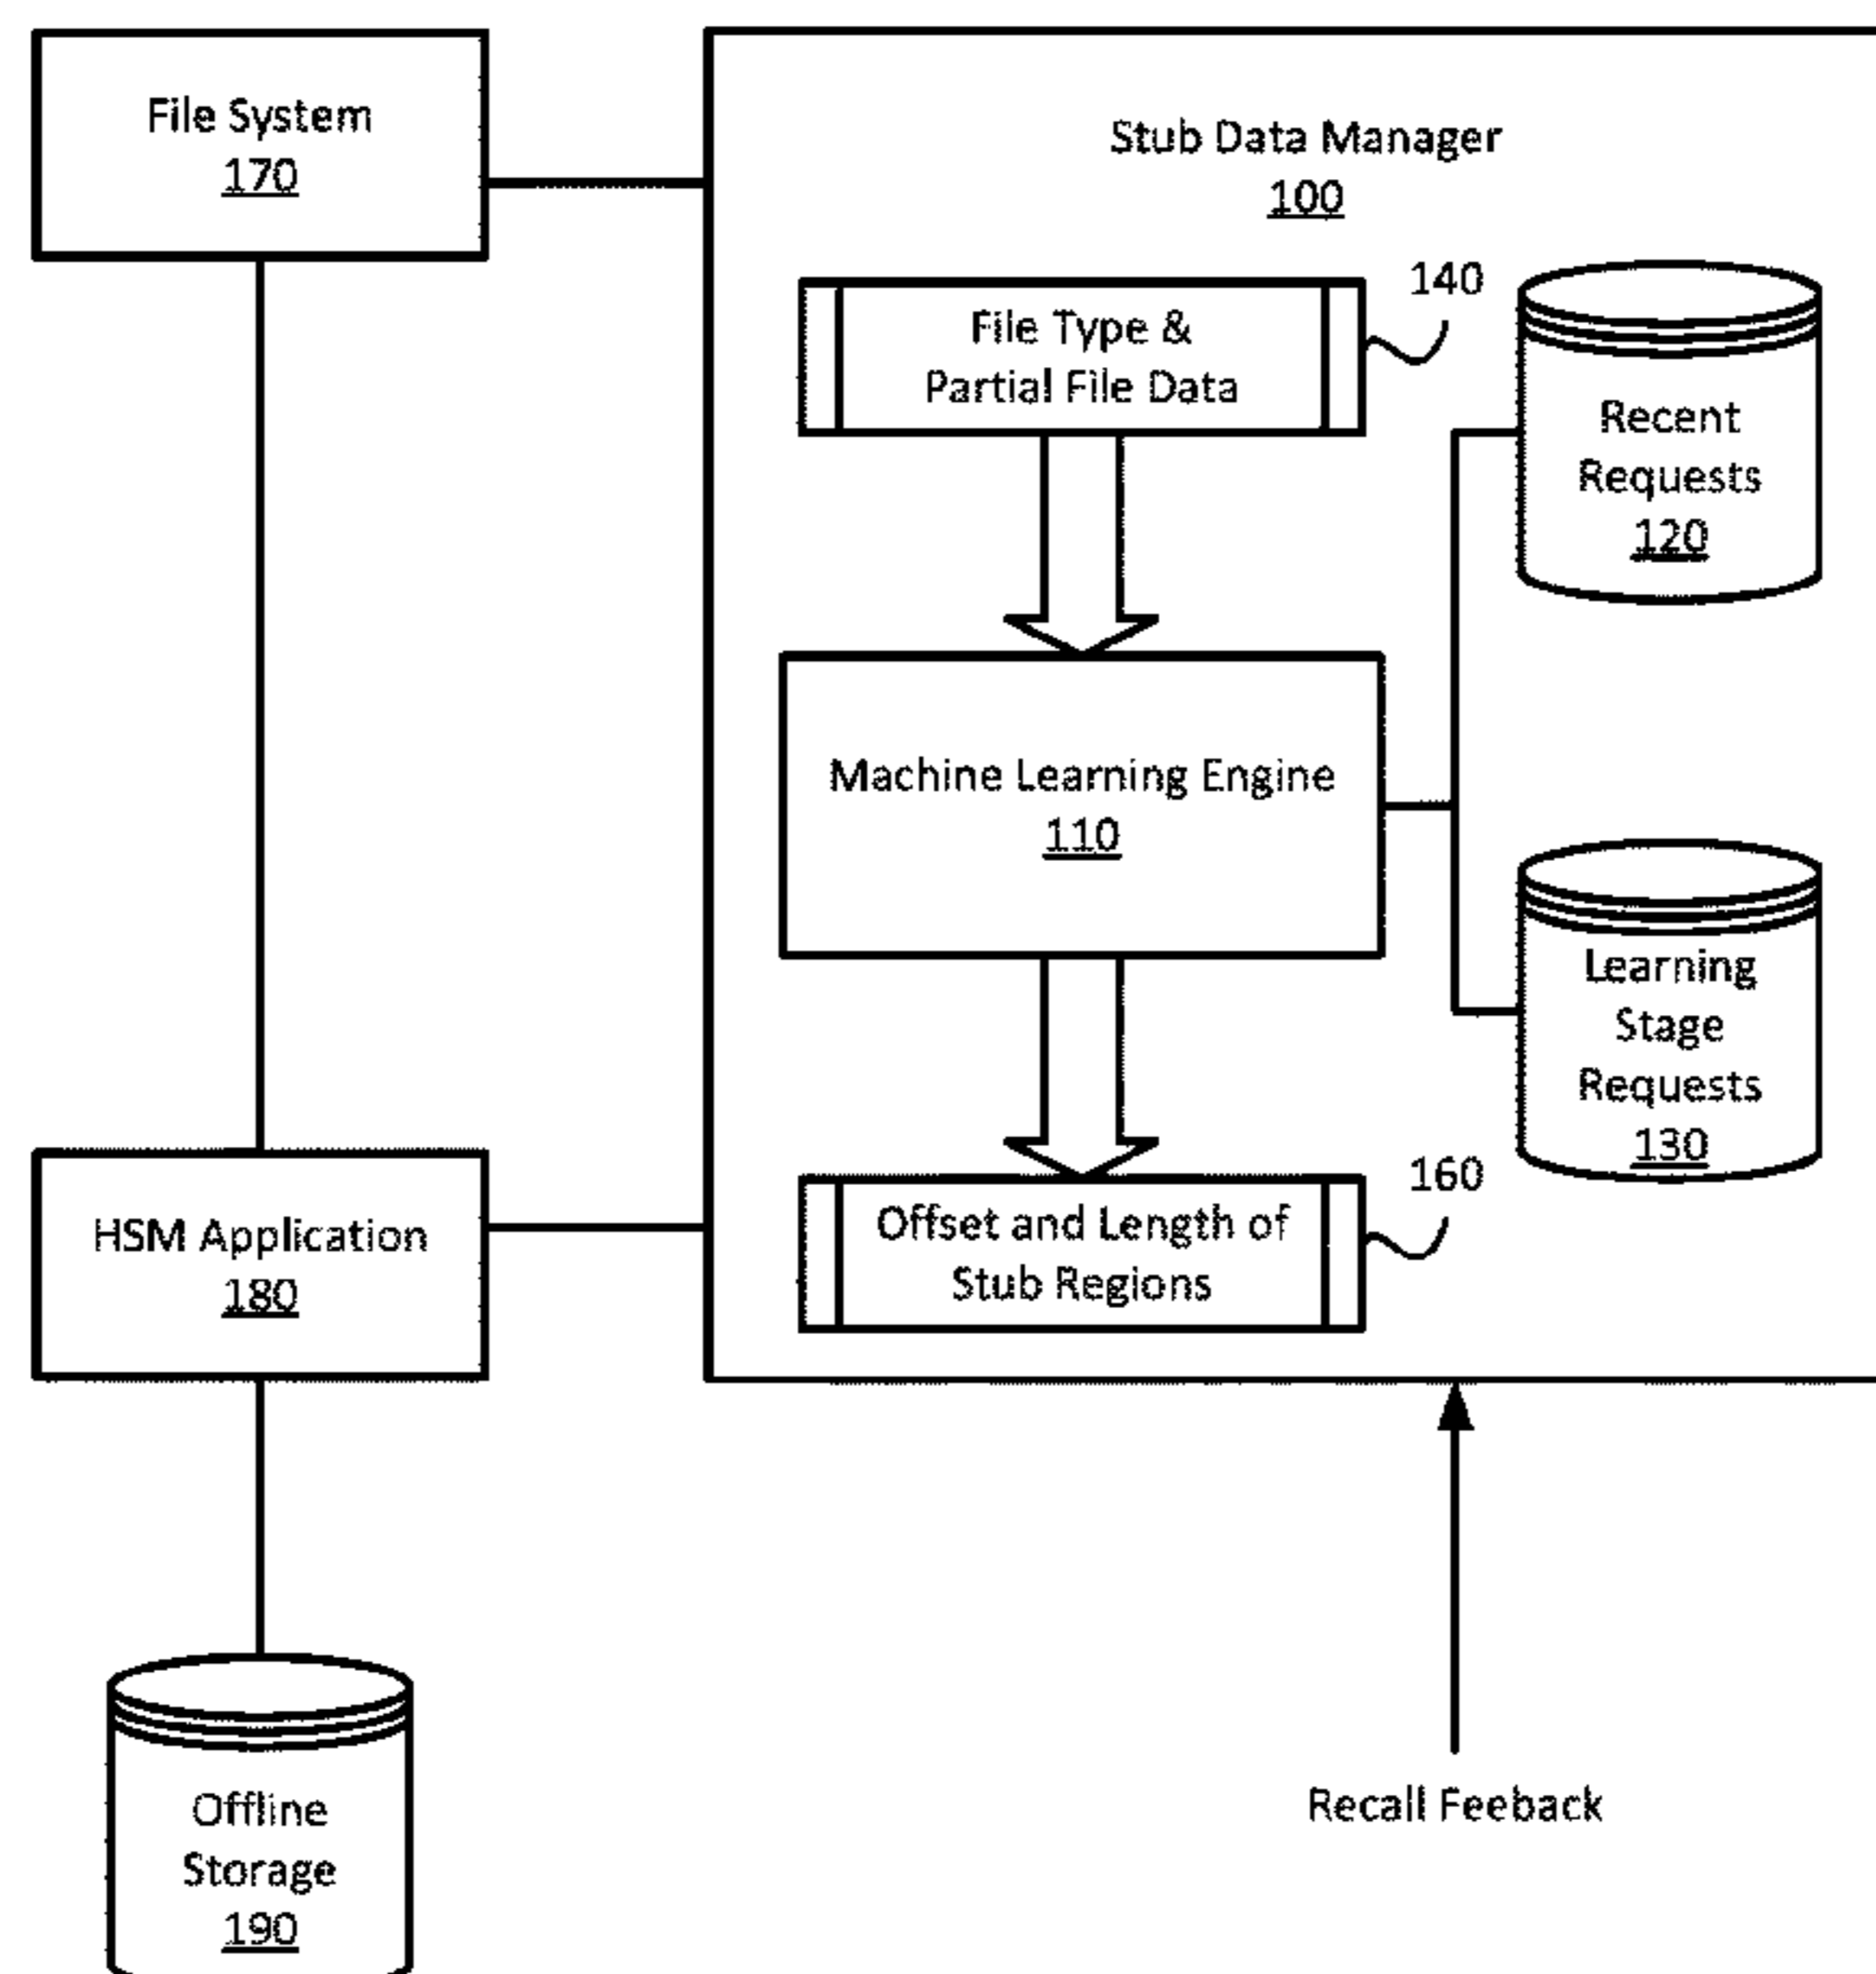 File System
170
Stub Data Manager
100
File Type &
Partial File Data
140
Recent
Requests
120
Machine Learning Engine
110
Learning
Stage
Requests
130
HSM Application
180
Offset and Length of
Stub Regions
160
Offline
Storage
190
Recall Feeback